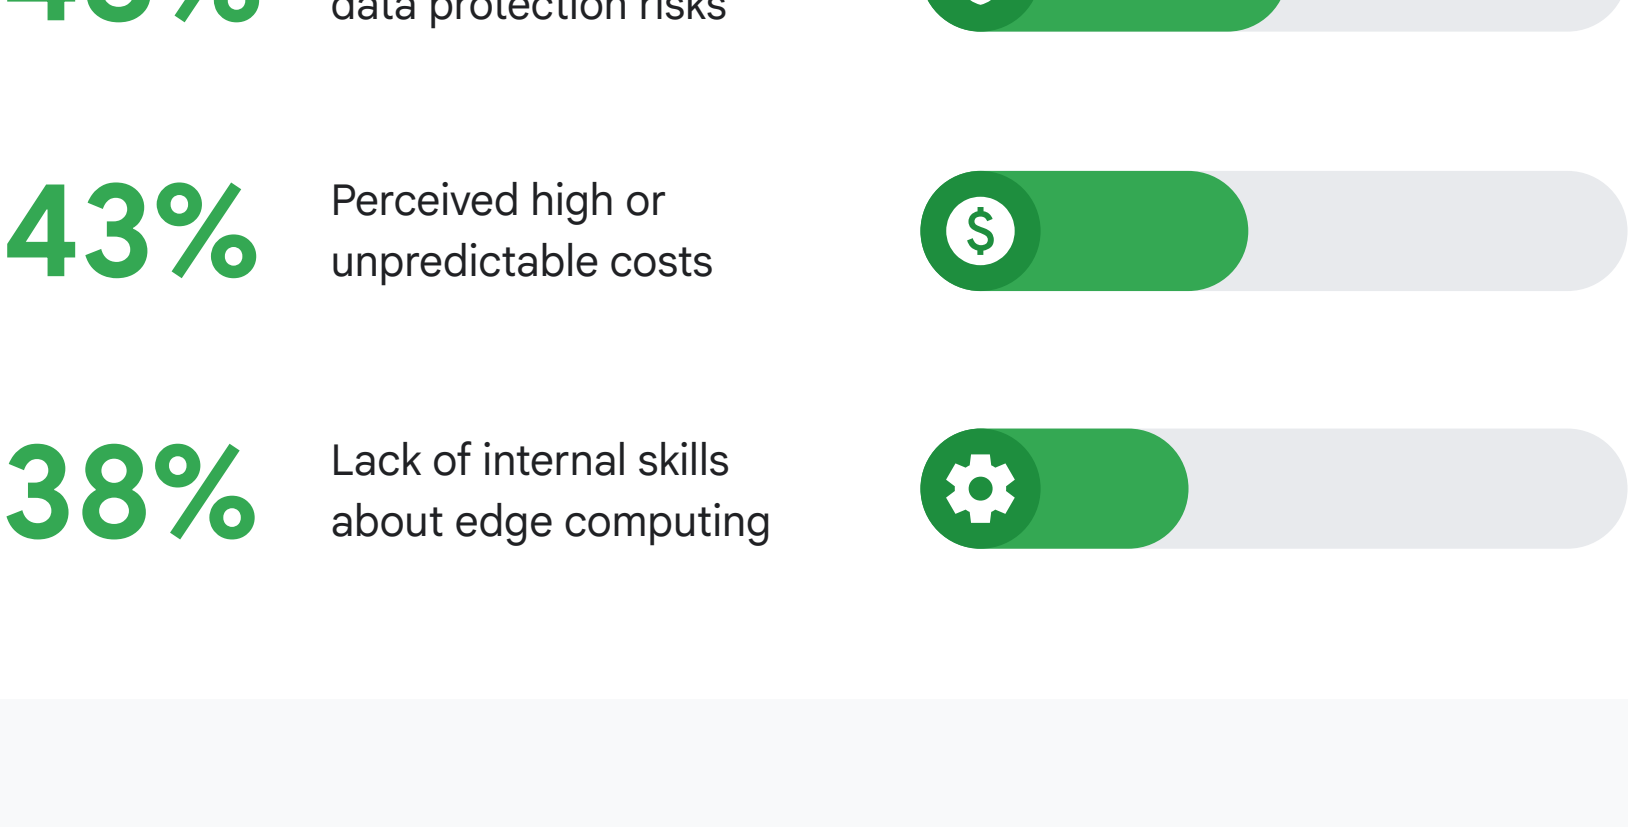 data protection risks
43%
Perceived high or
unpredictable costs
$
38%
Lack of internal skills
about edge computing